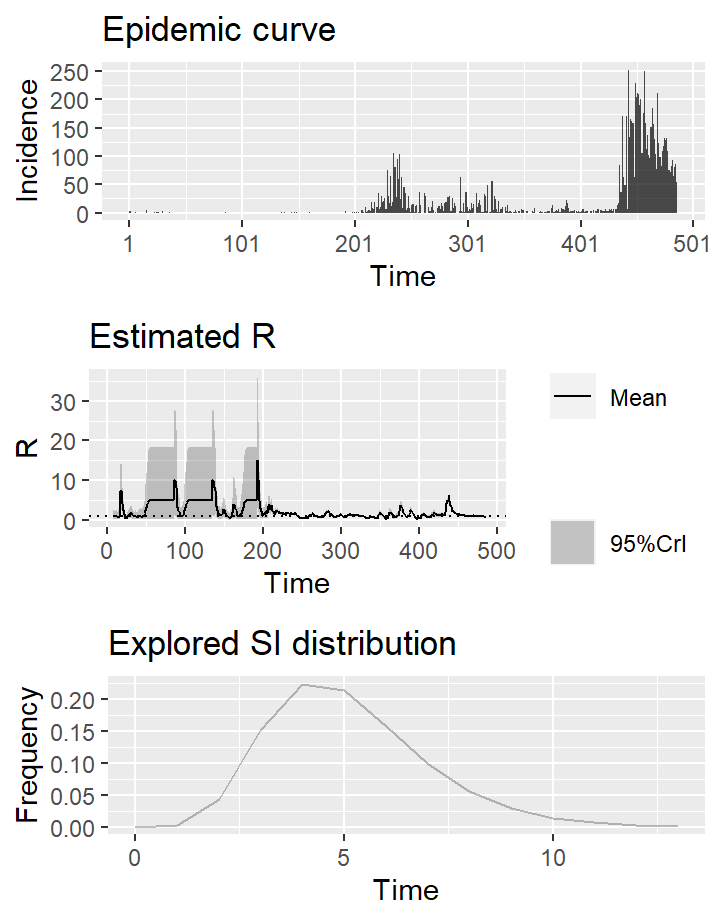 Epidemic curve
250
200
150
100
50
0
Incidence
1 101 201 301 401 501
Time
Estimated R
30
20
10
0
R
0 100 200 300 400 500
Time
Mean
95%CrI
Explored SI distribution
0.20
0.15
0.10
0.05
0.00
Frequency
0 5 10
Time